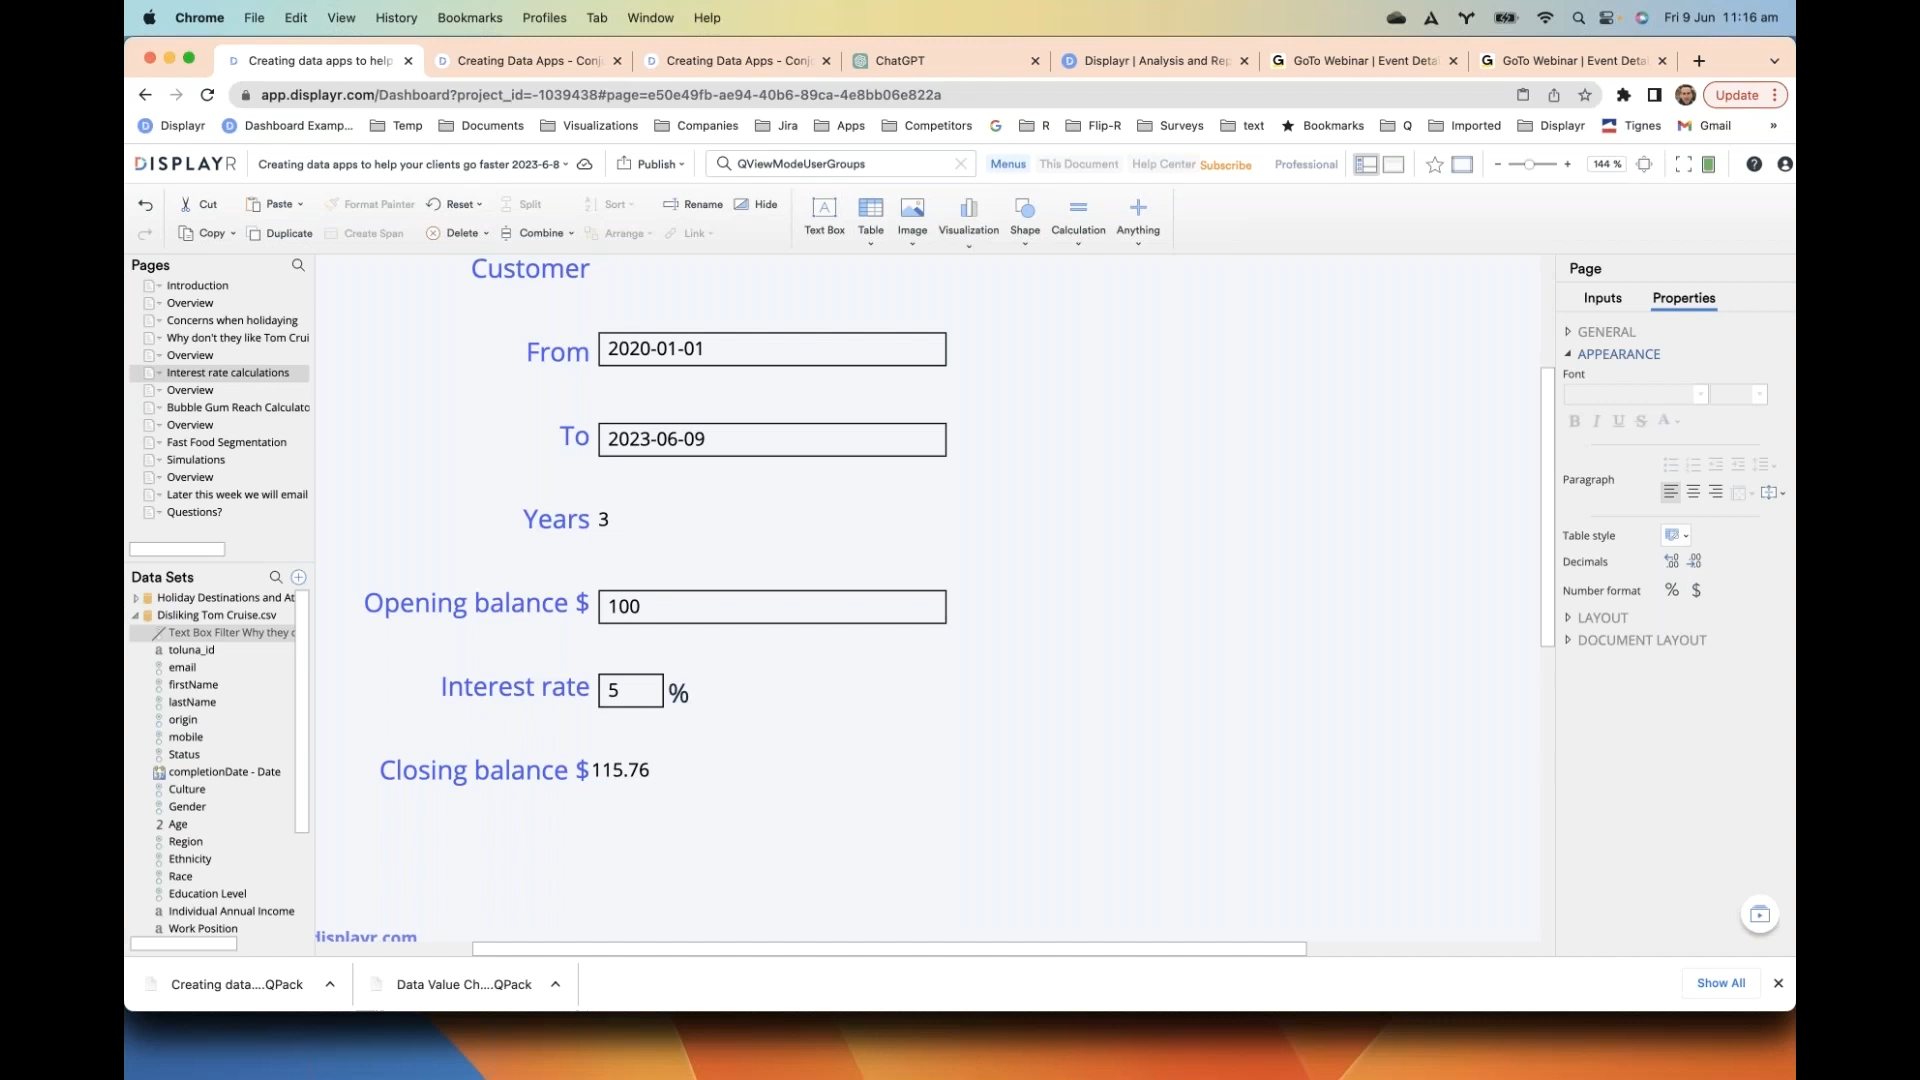 Chrome File Edit View History Bookmarks Profiles Tab Window Help Fri 9 Jun 11:16 am
Creating data apps to help Creating Data Apps - Conj Creating Data Apps - Conj ChatGPT Displayr | Analysis and Rep GoTo Webinar | Event Detai GoTo Webinar | Event Detai
app.displayr.com/Dashboard?project_id=-1039438#page=e50e49fb-ae94-40b6-89ca-4e8bb06e822a Update
Displayr Dashboard Examp... Temp Documents Visualizations Companies Jira Apps Competitors R Flip-R Surveys text Bookmarks Q Imported Displayr Tignes Gmail »
DISPLAYR Creating data apps to help your clients go faster 2023-6-8 Publish QViewModeUserGroups Menus This Document Help Center Subscribe Professional 144 %
Cut Paste Format Painter Reset Split Sort Rename Hide
Copy Duplicate Create Span Delete Combine Arrange Link
Text Box Table Image Visualization Shape Calculation Anything
Pages
Introduction
Overview
Concerns when holidaying
Why don't they like Tom Crui
Overview
Interest rate calculations
Overview
Bubble Gum Reach Calculato
Overview
Fast Food Segmentation
Simulations
Overview
Later this week we will email
Questions?
Data Sets
Holiday Destinations and At
Disliking Tom Cruise.csv
Text Box Filter Why they d
toluna_id
email
firstName
lastName
origin
mobile
Status
completionDate - Date
Culture
Gender
2 Age
Region
Ethnicity
Race
Education Level
a Individual Annual Income
a Work Position
Customer
From 2020-01-01
To 2023-06-09
Years 3
Opening balance $ 100
Interest rate 5 %
Closing balance $115.76
displayr.com
Page
Inputs Properties
GENERAL
APPEARANCE
Font
B I U S A
Paragraph
Table style
Decimals
Number format % $
LAYOUT
DOCUMENT LAYOUT
Creating data....QPack Data Value Ch....QPack Show All